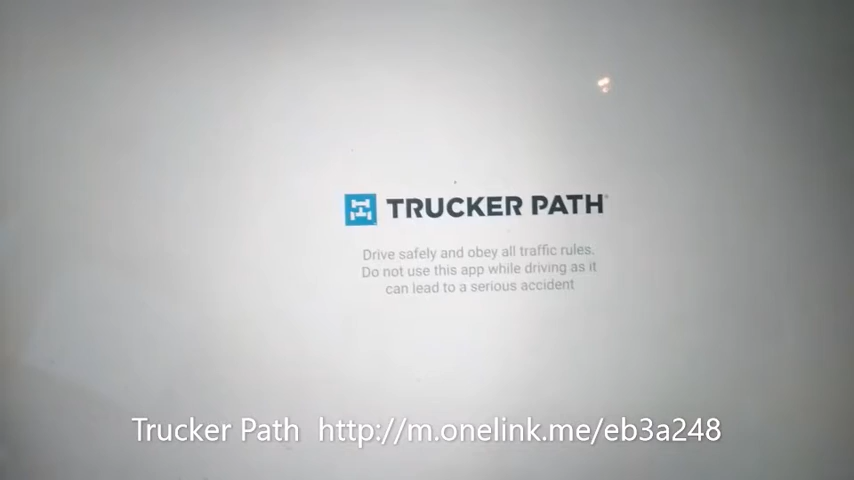 TRUCKER PATH
Drive safely and obey all traffic rules.
Do not use this app while driving as it
can lead to a serious accident
Trucker Path http://m.onelink.me/eb3a248